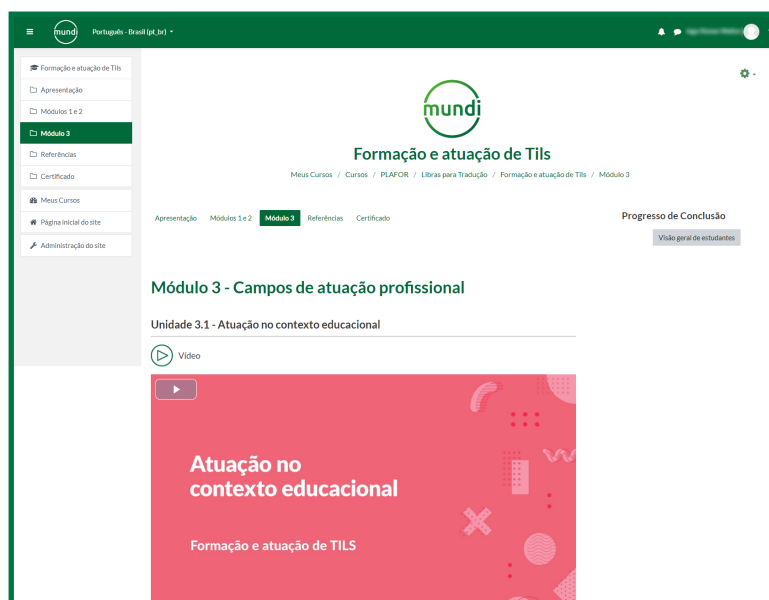 mundi
Português - Brasil (pt_br)
Formação e atuação de Tils
Apresentação
Módulos 1 e 2
Módulo 3
Referências
Certificado
Meus Cursos
Página inicial do site
Administração do site
mundi
Formação e atuação de Tils
Meus Cursos / Cursos / PLAFOR / Libras para Tradução / Formação e atuação de Tils / Módulo 3
Apresentação Módulos 1 e 2 Módulo 3 Referências Certificado
Progresso de Conclusão
Visão geral de estudantes
Módulo 3 - Campos de atuação profissional
Unidade 3.1 - Atuação no contexto educacional
Vídeo
Atuação no
contexto educacional
Formação e atuação de TILS